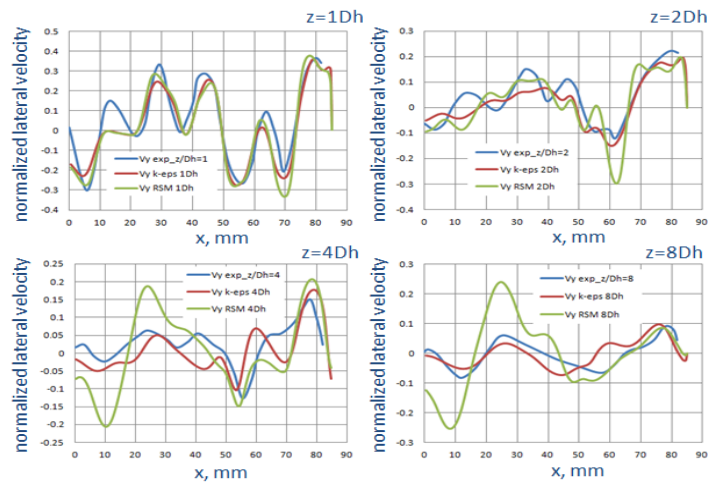 z=1Dh
normalized lateral velocity
0.5
0.4
0.3
0.2
0.1
0
-0.1
-0.2
-0.3
-0.4
Vy exp_z/Dh=1
Vy k-eps 1Dh
Vy RSM 1Dh
0 10 20 30 40 50 60 70 80 90
x, mm
z=2Dh
normalized lateral velocity
0.4
0.3
0.2
0.1
0
-0.1
-0.2
-0.3
-0.4
Vy exp_z/Dh=2
Vy k-eps 2Dh
Vy RSM 2Dh
0 10 20 30 40 50 60 70 80 90
x, mm
z=4Dh
normalized lateral velocity
0.25
0.2
0.15
0.1
0.05
0
-0.05
-0.1
-0.15
-0.2
-0.25
Vy exp_z/Dh=4
Vy k-eps 4Dh
Vy RSM 4Dh
0 10 20 30 40 50 60 70 80 90
x, mm
z=8Dh
normalized lateral velocity
0.3
0.2
0.1
0
-0.1
-0.2
-0.3
Vy exp_z/Dh=8
Vy k-eps 8Dh
Vy RSM 8Dh
0 10 20 30 40 50 60 70 80 90
x, mm